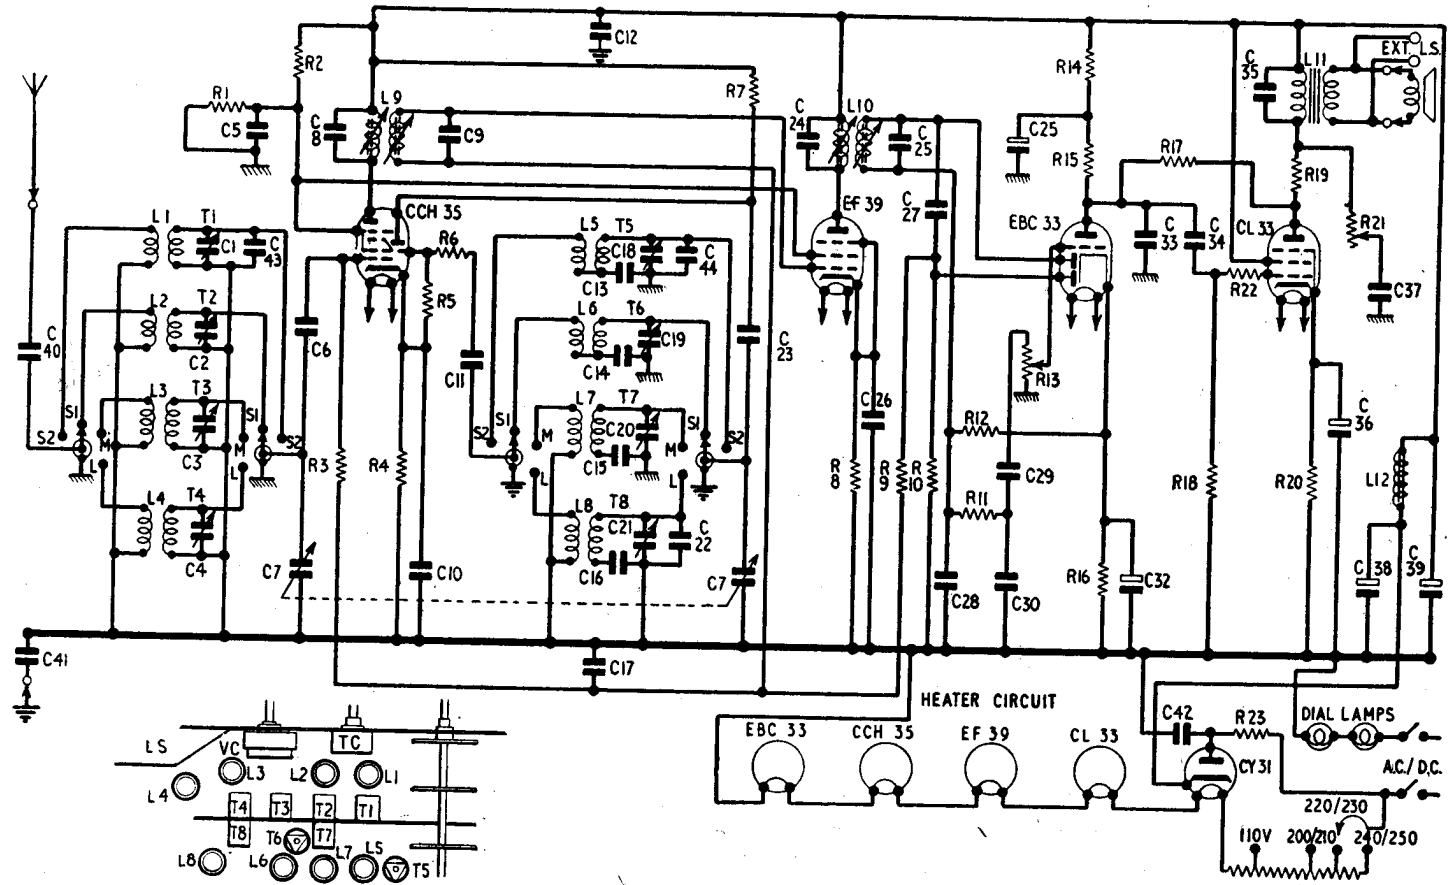 C12
EXT. L.S.
C 35
L11
R14
R2
R7
R1
L9
C 8
C5
C9
C 24
L10
C 25
C25
R15
R17
R19
CCH 35
EF 39
C 27
EBC 33
C 33
C 34
CL 33
R21
L1
T1
C1
C 43
R6
L5
T5
C18
C 44
C13
R22
C37
R5
L2
T2
C2
L6
T6
C19
C14
C 40
C6
C11
C 23
R13
L3
T3
C3
S1
S2
M
L
S1
M
S2
L
L7
T7
C20
C15
S1
S2
M
L
S1
M
S2
L
C 26
R12
C 36
R3
R4
R 8
R 9
R 10
C29
R18
R20
L12
L4
T4
C4
L8
T8
C21
C 22
C16
R11
C7
C10
C7
C28
C30
R16
C32
C 38
C 39
C41
C17
HEATER CIRCUIT
C42
R23
DIAL LAMPS
EBC 33
CCH 35
EF 39
CL 33
CY31
A.C./D.C.
220/230
110V
200/210
240/250
LS
VC
TC
L3
L2
L1
L4
T4
T3
T2
T1
T8
T6
T7
L8
L6
L7
L5
T5